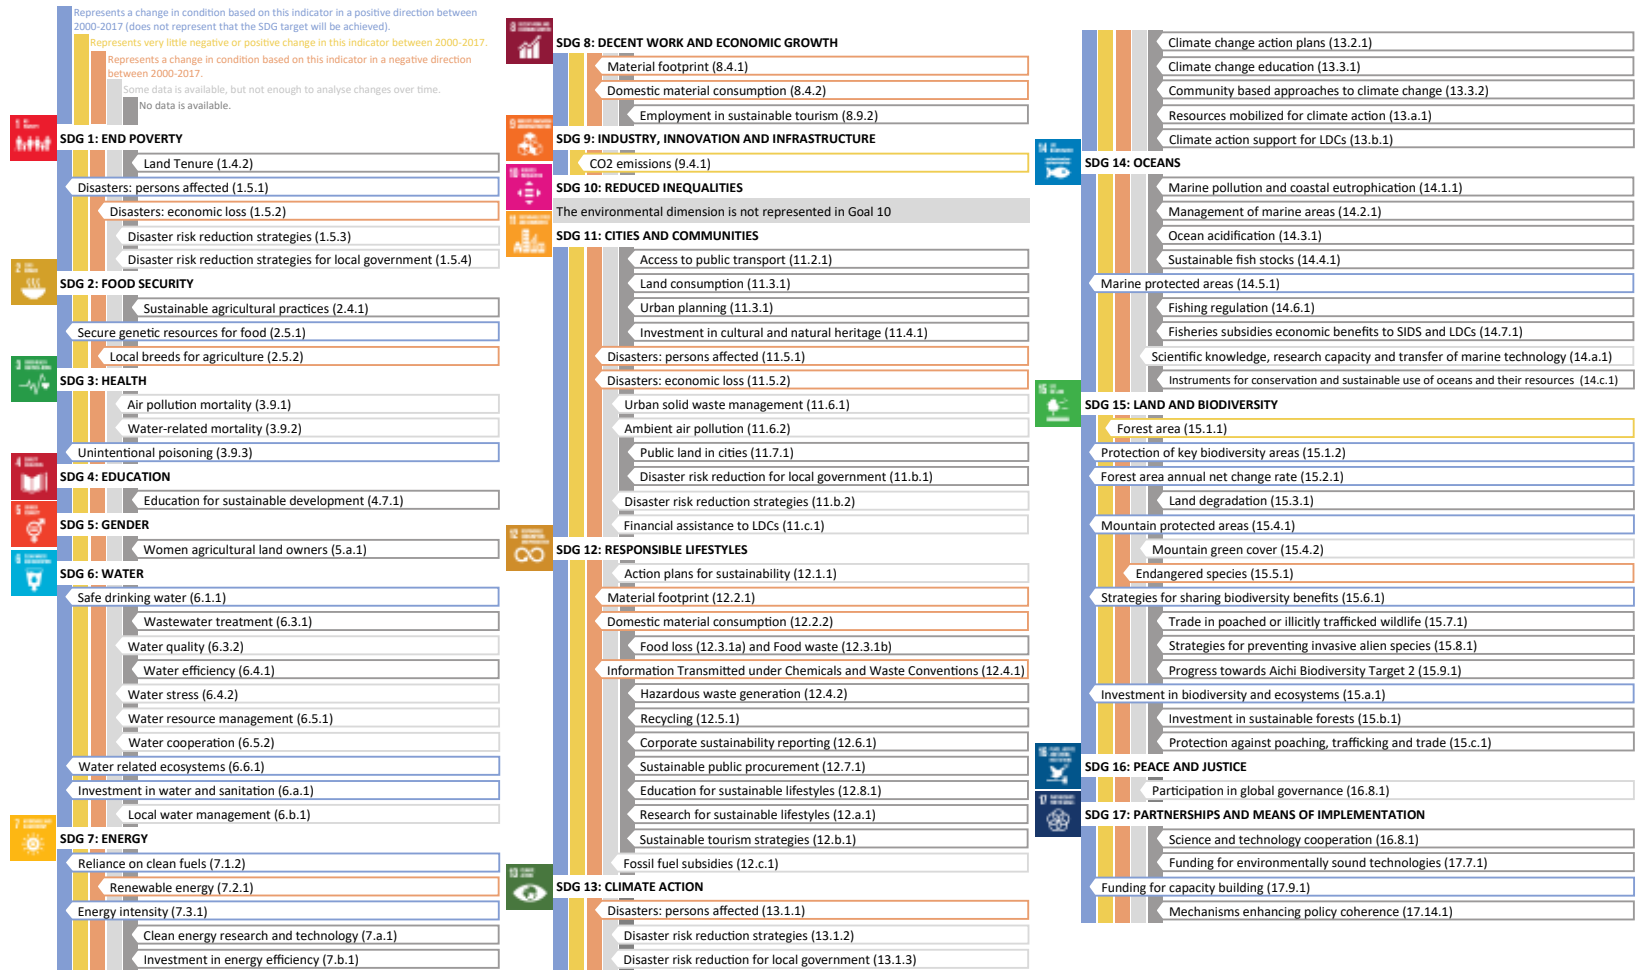 Represents a change in condition based on this indicator in a positive direction between
2000-2017 (does not represent that the SDG target will be achieved).
Represents very little negative or positive change in this indicator between 2000-2017.
Represents a change in condition based on this indicator in a negative direction
between 2000-2017.
Some data is available, but not enough to analyse changes over time.
No data is available.
SDG 1: END POVERTY
Land Tenure (1.4.2)
Disasters: persons affected (1.5.1)
Disasters: economic loss (1.5.2)
Disaster risk reduction strategies (1.5.3)
Disaster risk reduction strategies for local government (1.5.4)
SDG 2: FOOD SECURITY
Sustainable agricultural practices (2.4.1)
Secure genetic resources for food (2.5.1)
Local breeds for agriculture (2.5.2)
SDG 3: HEALTH
Air pollution mortality (3.9.1)
Water-related mortality (3.9.2)
Unintentional poisoning (3.9.3)
SDG 4: EDUCATION
Education for sustainable development (4.7.1)
SDG 5: GENDER
Women agricultural land owners (5.a.1)
SDG 6: WATER
Safe drinking water (6.1.1)
Wastewater treatment (6.3.1)
Water quality (6.3.2)
Water efficiency (6.4.1)
Water stress (6.4.2)
Water resource management (6.5.1)
Water cooperation (6.5.2)
Water related ecosystems (6.6.1)
Investment in water and sanitation (6.a.1)
Local water management (6.b.1)
SDG 7: ENERGY
Reliance on clean fuels (7.1.2)
Renewable energy (7.2.1)
Energy intensity (7.3.1)
Clean energy research and technology (7.a.1)
Investment in energy efficiency (7.b.1)
SDG 8: DECENT WORK AND ECONOMIC GROWTH
Material footprint (8.4.1)
Domestic material consumption (8.4.2)
Employment in sustainable tourism (8.9.2)
SDG 9: INDUSTRY, INNOVATION AND INFRASTRUCTURE
CO2 emissions (9.4.1)
SDG 10: REDUCED INEQUALITIES
The environmental dimension is not represented in Goal 10
SDG 11: CITIES AND COMMUNITIES
Access to public transport (11.2.1)
Land consumption (11.3.1)
Urban planning (11.3.1)
Investment in cultural and natural heritage (11.4.1)
Disasters: persons affected (11.5.1)
Disasters: economic loss (11.5.2)
Urban solid waste management (11.6.1)
Ambient air pollution (11.6.2)
Public land in cities (11.7.1)
Disaster risk reduction for local government (11.b.1)
Disaster risk reduction strategies (11.b.2)
Financial assistance to LDCs (11.c.1)
SDG 12: RESPONSIBLE LIFESTYLES
Action plans for sustainability (12.1.1)
Material footprint (12.2.1)
Domestic material consumption (12.2.2)
Food loss (12.3.1a) and Food waste (12.3.1b)
Information Transmitted under Chemicals and Waste Conventions (12.4.1)
Hazardous waste generation (12.4.2)
Recycling (12.5.1)
Corporate sustainability reporting (12.6.1)
Sustainable public procurement (12.7.1)
Education for sustainable lifestyles (12.8.1)
Research for sustainable lifestyles (12.a.1)
Sustainable tourism strategies (12.b.1)
Fossil fuel subsidies (12.c.1)
SDG 13: CLIMATE ACTION
Disasters: persons affected (13.1.1)
Disaster risk reduction strategies (13.1.2)
Disaster risk reduction for local government (13.1.3)
Climate change action plans (13.2.1)
Climate change education (13.3.1)
Community based approaches to climate change (13.3.2)
Resources mobilized for climate action (13.a.1)
Climate action support for LDCs (13.b.1)
SDG 14: OCEANS
Marine pollution and coastal eutrophication (14.1.1)
Management of marine areas (14.2.1)
Ocean acidification (14.3.1)
Sustainable fish stocks (14.4.1)
Marine protected areas (14.5.1)
Fishing regulation (14.6.1)
Fisheries subsidies economic benefits to SIDS and LDCs (14.7.1)
Scientific knowledge, research capacity and transfer of marine technology (14.a.1)
Instruments for conservation and sustainable use of oceans and their resources (14.c.1)
SDG 15: LAND AND BIODIVERSITY
Forest area (15.1.1)
Protection of key biodiversity areas (15.1.2)
Forest area annual net change rate (15.2.1)
Land degradation (15.3.1)
Mountain protected areas (15.4.1)
Mountain green cover (15.4.2)
Endangered species (15.5.1)
Strategies for sharing biodiversity benefits (15.6.1)
Trade in poached or illicitly trafficked wildlife (15.7.1)
Strategies for preventing invasive alien species (15.8.1)
Progress towards Aichi Biodiversity Target 2 (15.9.1)
Investment in biodiversity and ecosystems (15.a.1)
Investment in sustainable forests (15.b.1)
Protection against poaching, trafficking and trade (15.c.1)
SDG 16: PEACE AND JUSTICE
Participation in global governance (16.8.1)
SDG 17: PARTNERSHIPS AND MEANS OF IMPLEMENTATION
Science and technology cooperation (16.8.1)
Funding for environmentally sound technologies (17.7.1)
Funding for capacity building (17.9.1)
Mechanisms enhancing policy coherence (17.14.1)